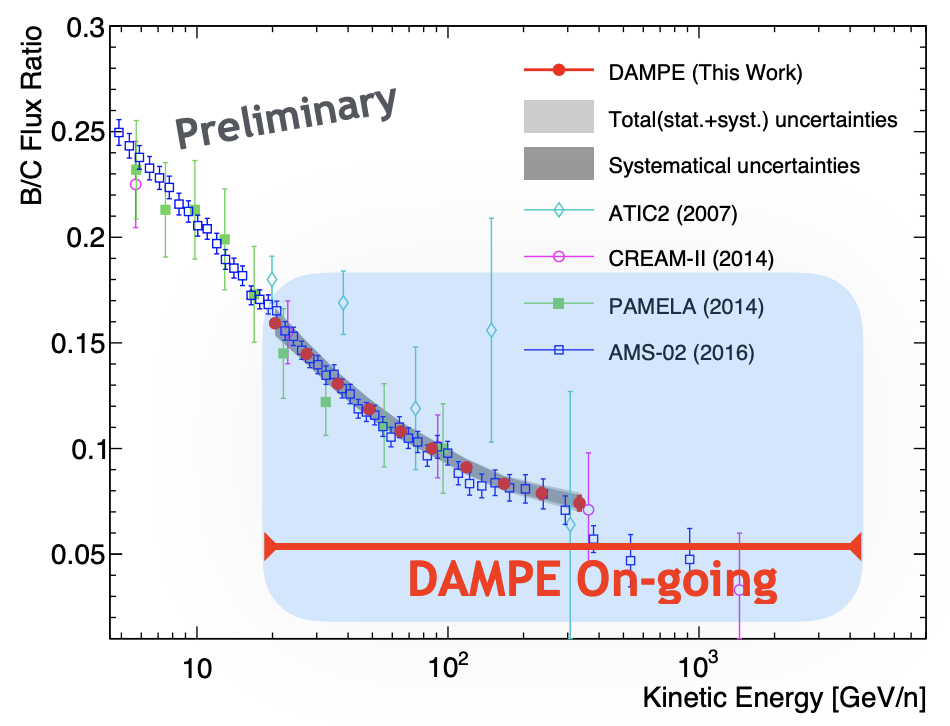 0.3
B/C Flux Ratio
DAMPE (This Work)
Preliminary
Total(stat.+syst.) uncertainties
0.25
Systematical uncertainties
ATIC2 (2007)
0.2
CREAM-II (2014)
PAMELA (2014)
0.15
AMS-02 (2016)
0.1
0.05
DAMPE On-going
10
10²
10³
Kinetic Energy [GeV/n]